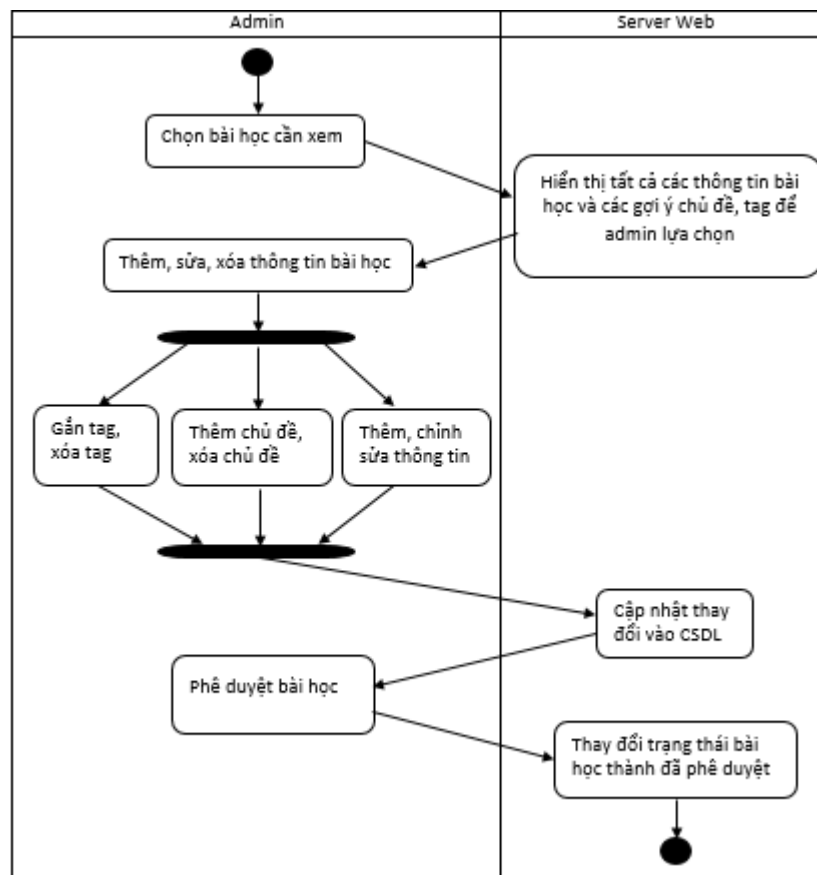 Admin
Server Web
Chọn bài học cần xem
Hiển thị tất cả các thông tin bài
học và các gợi ý chủ đề, tag để
admin lựa chọn
Thêm, sửa, xóa thông tin bài học
Gắn tag,
xóa tag
Thêm chủ đề,
xóa chủ đề
Thêm, chỉnh
sửa thông tin
Cập nhật thay
đổi vào CSDL
Phê duyệt bài học
Thay đổi trạng thái bài
học thành đã phê duyệt